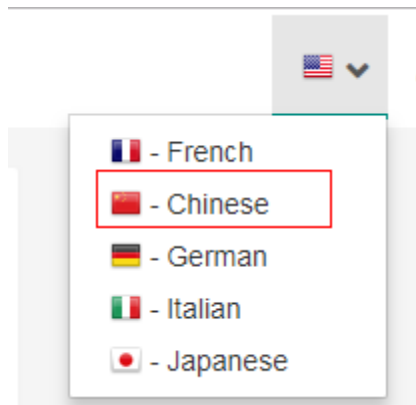 - French
- Chinese
- German
- Italian
- Japanese